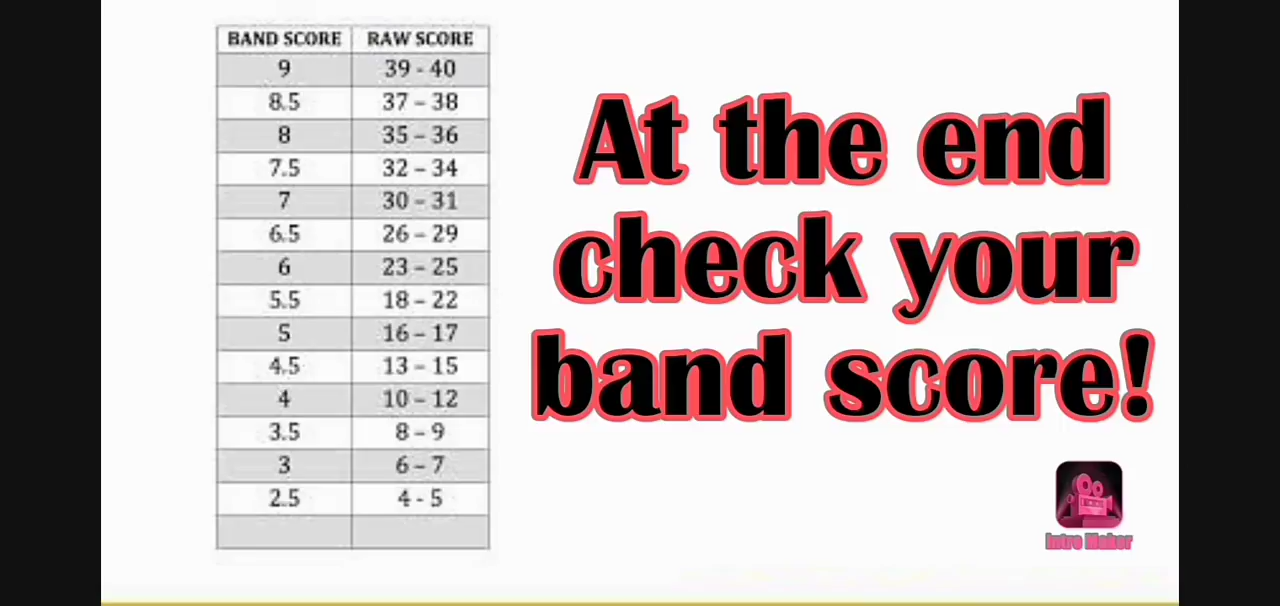 BAND SCORE RAW SCORE
9 39 - 40
8.5 37 – 38
8 35 – 36
7.5 32 – 34
7 30 – 31
6.5 26 – 29
6 23 – 25
5.5 18 – 22
5 16 – 17
4.5 13 – 15
4 10 – 12
3.5 8 – 9
3 6 – 7
2.5 4 - 5
At the end
check your
band score!
Intro Maker